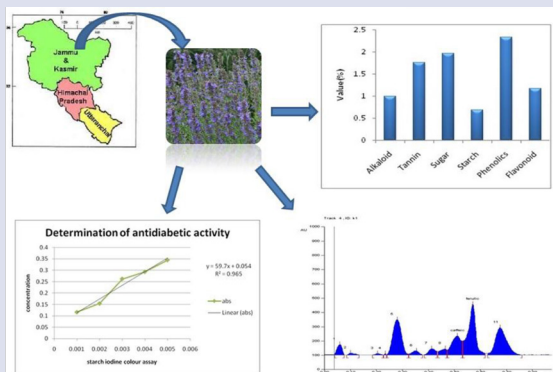 Jammu
&
Kasmir
Himachal
Pradesh
Uttaranchal
Value(%)
2.5
2
1.5
1
0.5
0
Alkaloid
Tannin
Sugar
Starch
Phenolics
Flavonoid
Determination of antidiabetic activity
concentration
0.4
0.35
0.3
0.25
0.2
0.15
0.1
0.05
0
0 0.001 0.002 0.003 0.004 0.005 0.006
starch iodine colour assay
y = 59.7x + 0.054
R² = 0.965
abs
Linear (abs)